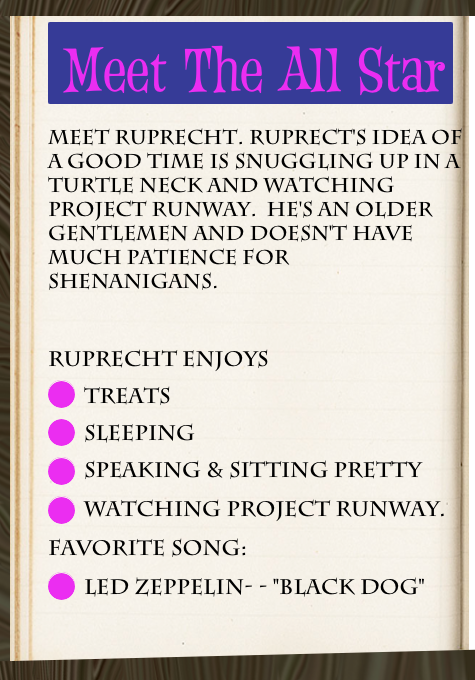 Meet The All Star
MEET RUPRECHT. RUPRECT'S IDEA OF
A GOOD TIME IS SNUGGLING UP IN A
TURTLE NECK AND WATCHING
PROJECT RUNWAY. HE'S AN OLDER
GENTLEMEN AND DOESN'T HAVE
MUCH PATIENCE FOR
SHENANIGANS.
RUPRECHT ENJOYS
TREATS
SLEEPING
SPEAKING & SITTING PRETTY
WATCHING PROJECT RUNWAY.
FAVORITE SONG:
LED ZEPPELIN- - "BLACK DOG"